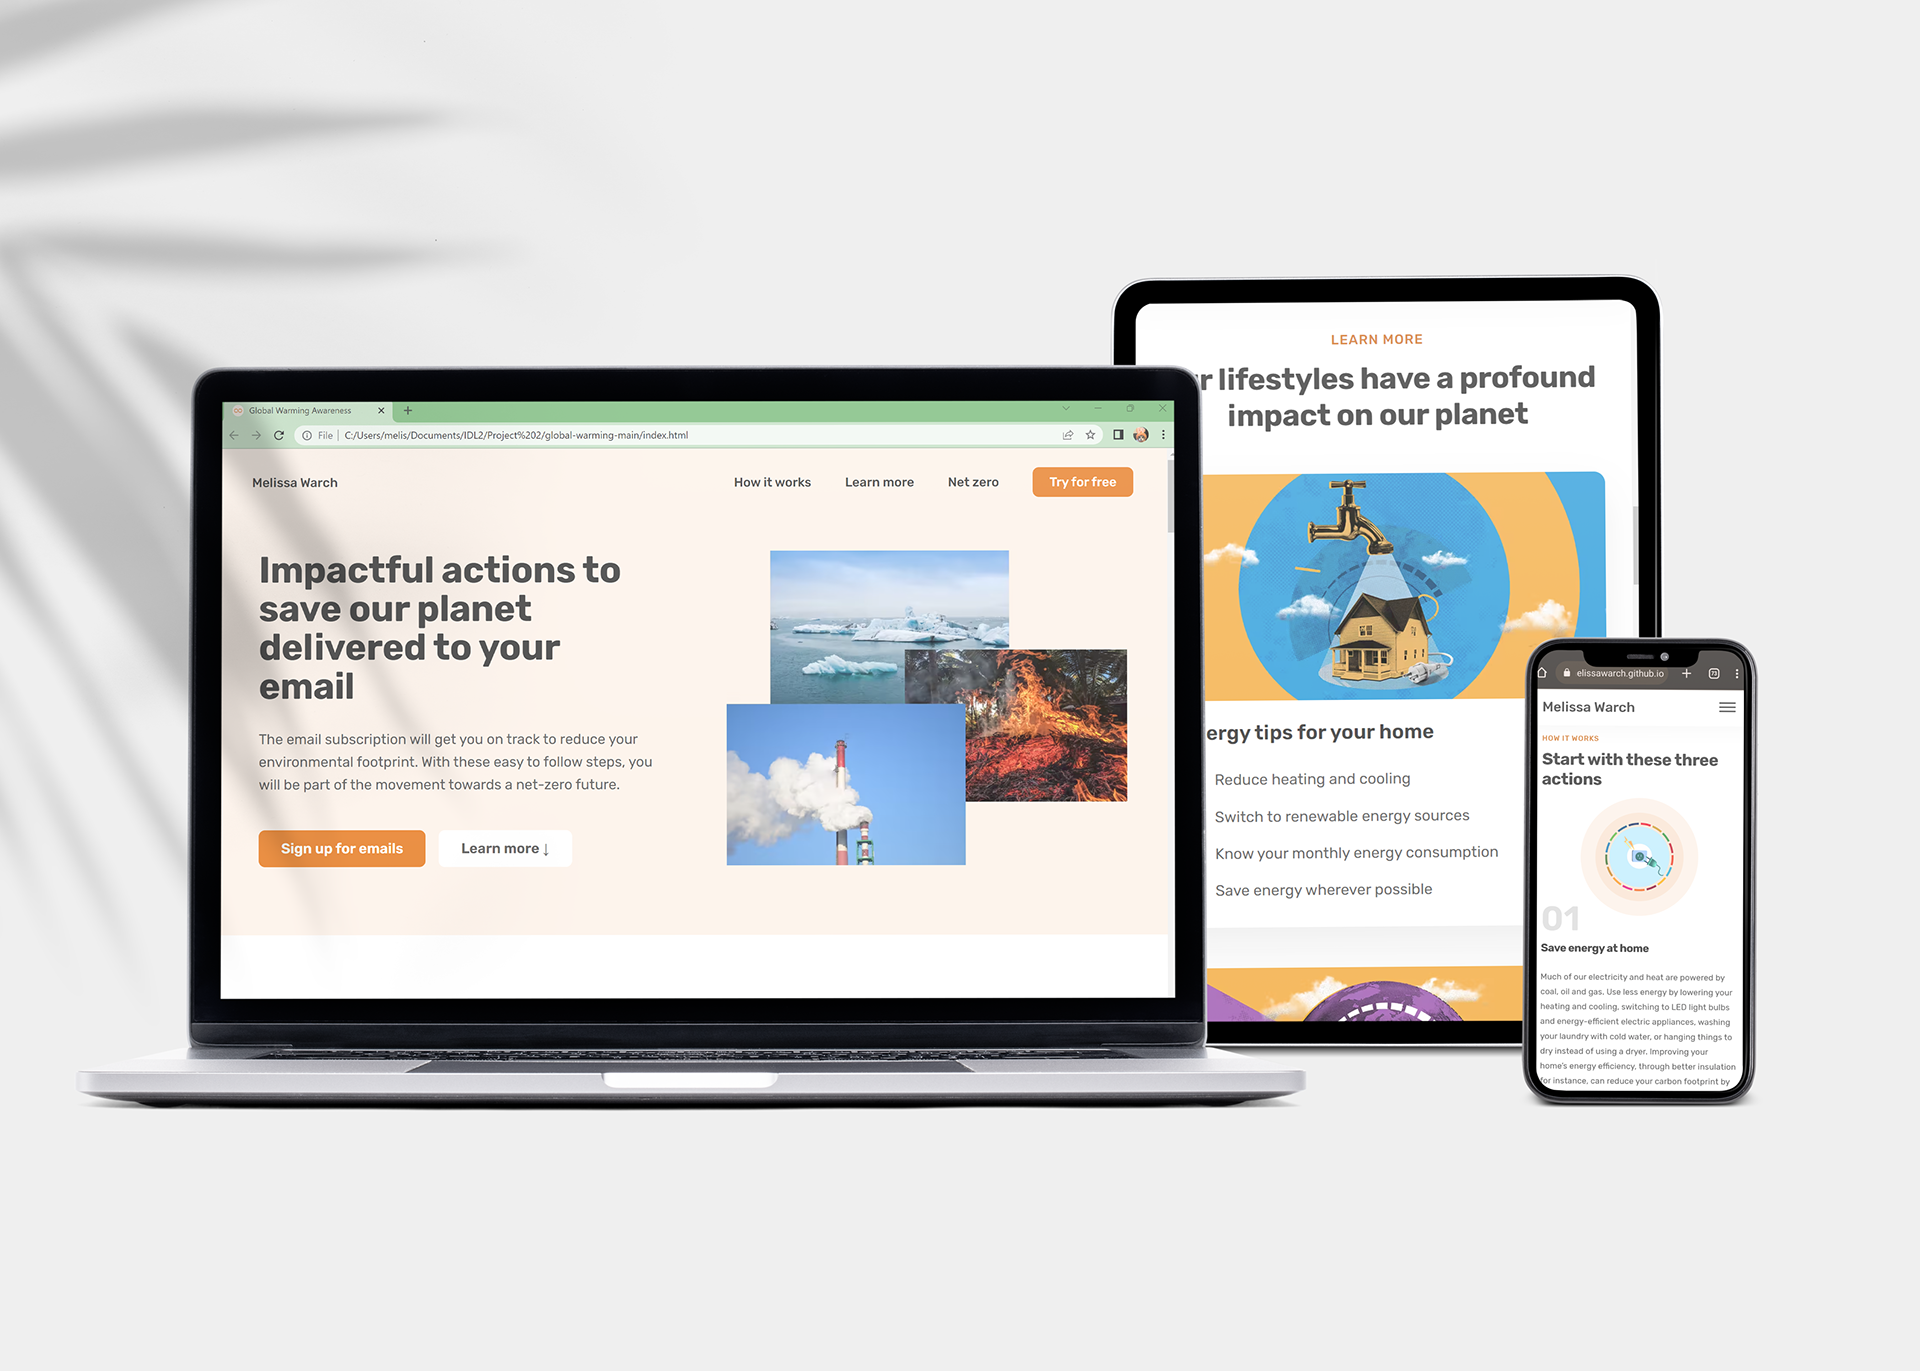 Global Warming Awareness
File
C:/Users/melis/Documents/IDL2/Project%202/global-warming-main/index.html
Melissa Warch
How it works
Learn more
Net zero
Try for free
Impactful actions to
save our planet
delivered to your
email
The email subscription will get you on track to reduce your
environmental footprint. With these easy to follow steps, you
will be part of the movement towards a net-zero future.
Sign up for emails
Learn more ↓
LEARN MORE
r lifestyles have a profound
impact on our planet
ergy tips for your home
Reduce heating and cooling
Switch to renewable energy sources
Know your monthly energy consumption
Save energy wherever possible
elissawarch.github.io
73
Melissa Warch
HOW IT WORKS
Start with these three
actions
01
Save energy at home
Much of our electricity and heat are powered by
coal, oil and gas. Use less energy by lowering your
heating and cooling, switching to LED light bulbs
and energy-efficient electric appliances, washing
your laundry with cold water, or hanging things to
dry instead of using a dryer. Improving your
home's energy efficiency, through better insulation
for instance, can reduce your carbon footprint by